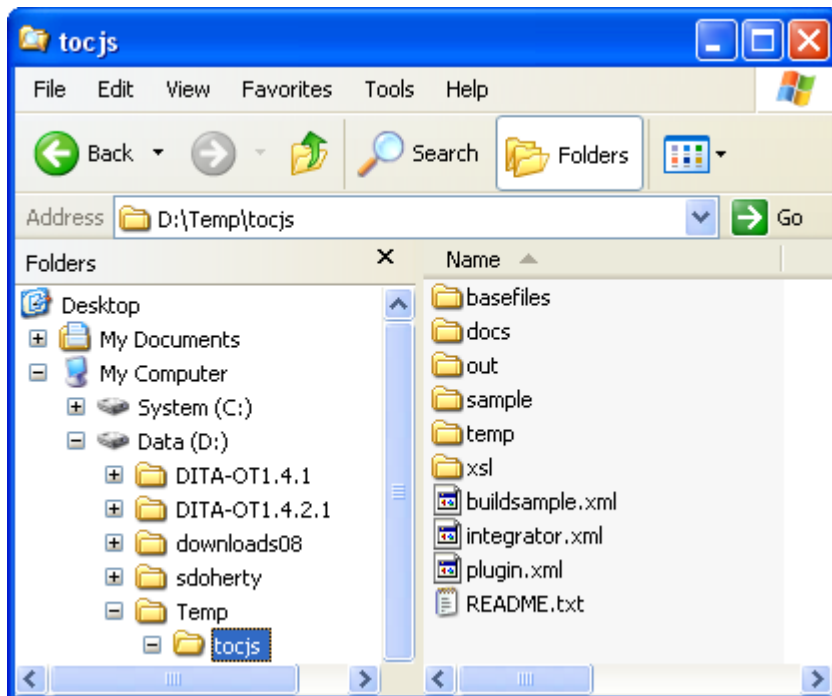 tocjs
File Edit View Favorites Tools Help
Back Search Folders
Address D:\Temp\tocjs Go
Folders
Desktop
My Documents
My Computer
System (C:)
Data (D:)
DITA-OT1.4.1
DITA-OT1.4.2.1
downloads08
sdoherty
Temp
tocjs
Name
basefiles
docs
out
sample
temp
xsl
buildsample.xml
integrator.xml
plugin.xml
README.txt